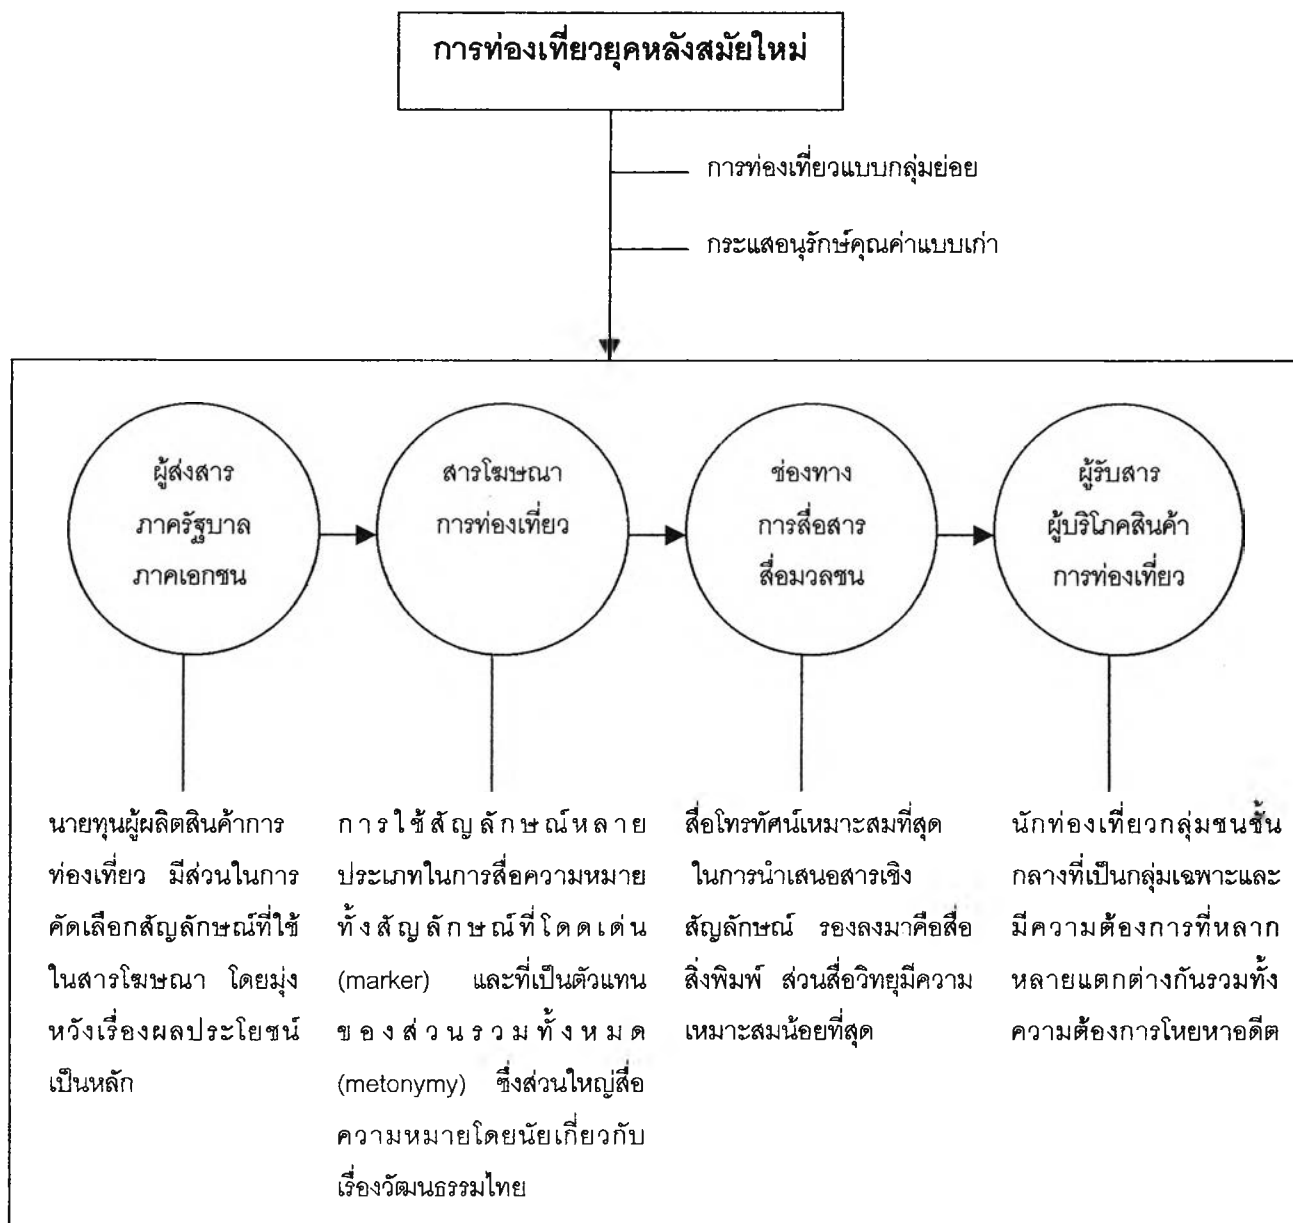 การท่องเที่ยวยุคหลังสมัยใหม่
การท่องเที่ยวแบบกลุ่มย่อย
กระแสอนุรักษ์คุณค่าแบบเก่า
ผู้ส่งสาร
ภาครัฐบาล
ภาคเอกชน
สารโฆษณา
การท่องเที่ยว
ช่องทาง
การสื่อสาร
สื่อมวลชน
ผู้รับสาร
ผู้บริโภคสินค้า
การท่องเที่ยว
นายทุนผู้ผลิตสินค้าการ
ท่องเที่ยว มีส่วนในการ
คัดเลือกสัญลักษณ์ที่ใช้
ในสารโฆษณา โดยมุ่ง
หวังเรื่องผลประโยชน์
เป็นหลัก
การใช้สัญลักษณ์หลาย
ประเภทในการสื่อความหมาย
ทั้งสัญลักษณ์ที่โดดเด่น
(marker) และที่เป็นตัวแทน
ของส่วนรวมทั้งหมด
(metonymy) ซึ่งส่วนใหญ่สื่อ
ความหมายโดยนัยเกี่ยวกับ
เรื่องวัฒนธรรมไทย
สื่อโทรทัศน์เหมาะสมที่สุด
ในการนำเสนอสารเชิง
สัญลักษณ์ รองลงมาคือสื่อ
สิ่งพิมพ์ ส่วนสื่อวิทยุมีความ
เหมาะสมน้อยที่สุด
นักท่องเที่ยวกลุ่มชนชั้น
กลางที่เป็นกลุ่มเฉพาะและ
มีความต้องการที่หลาก
หลายแตกต่างกันรวมทั้ง
ความต้องการโหยหาอดีต